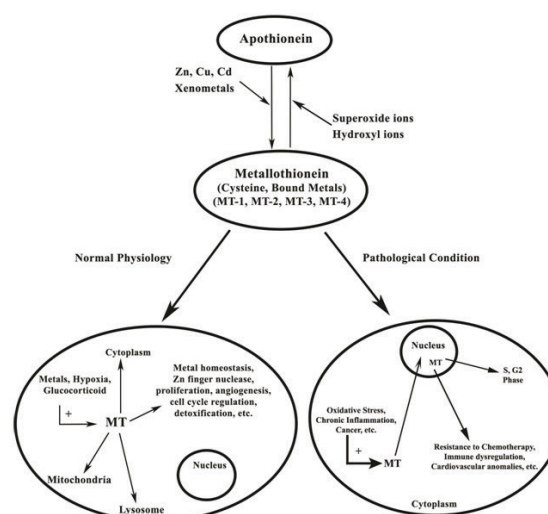 Apothionein
Zn, Cu, Cd
Xenometals
Superoxide ions
Hydroxyl ions
Metallothionein
(Cysteine, Bound Metals)
(MT-1, MT-2, MT-3, MT-4)
Normal Physiology
Pathological Condition
Cytoplasm
Metals, Hypoxia,
Glucocorticoid
+
MT
Metal homeostasis,
Zn finger nuclease,
proliferation, angiogenesis,
cell cycle regulation,
detoxification, etc.
Mitochondria
Lysosome
Nucleus
Nucleus
MT
S, G2
Phase
Oxidative Stress,
Chronic Inflammation,
Cancer, etc.
+
MT
Resistance to Chemotherapy,
Immune dysregulation,
Cardiovascular anomalies, etc.
Cytoplasm